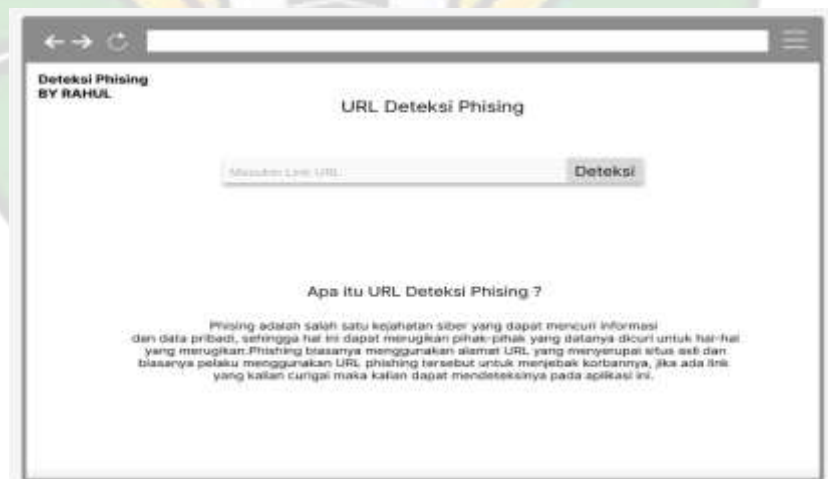 Deteksi Phising
BY RAHUL
URL Deteksi Phising
Masukin Link URL
Deteksi
Apa itu URL Deteksi Phising ?
Phising adalah salah satu kejahatan siber yang dapat mencuri informasi
dan data pribadi, sehingga hal ini dapat merugikan pihak-pihak yang datanya dicuri untuk hal-hal
yang merugikan.Phishing biasanya menggunakan alamat URL yang menyerupai situs asli dan
biasanya pelaku menggunakan URL phishing tersebut untuk menjebak korbannya, jika ada link
yang kalian curigai maka kalian dapat mendeteksinya pada aplikasi ini.